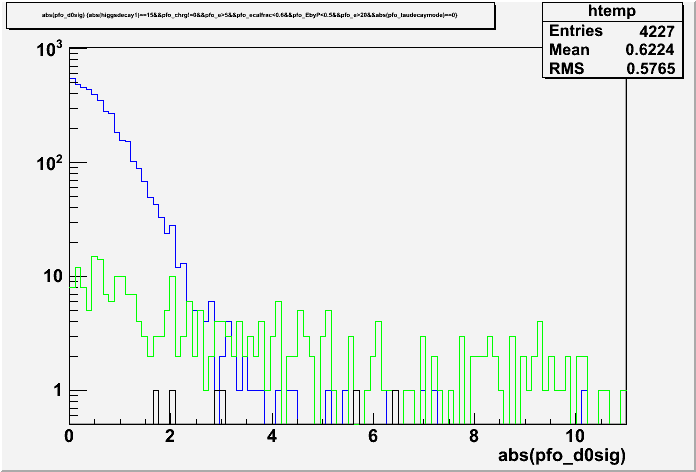 abs(pfo_d0sig) {abs(higgsdecay1)==15&&pfo_chrg!=0&&pfo_e>5&&pfo_ecalfrac<0.6&&pfo_EbyP<0.5&&pfo_e>20&&abs(pfo_taudecaymode)==0}
htemp
Entries 4227
Mean 0.6224
RMS 0.5765
10³
10²
10
1
0 2 4 6 8 10
abs(pfo_d0sig)